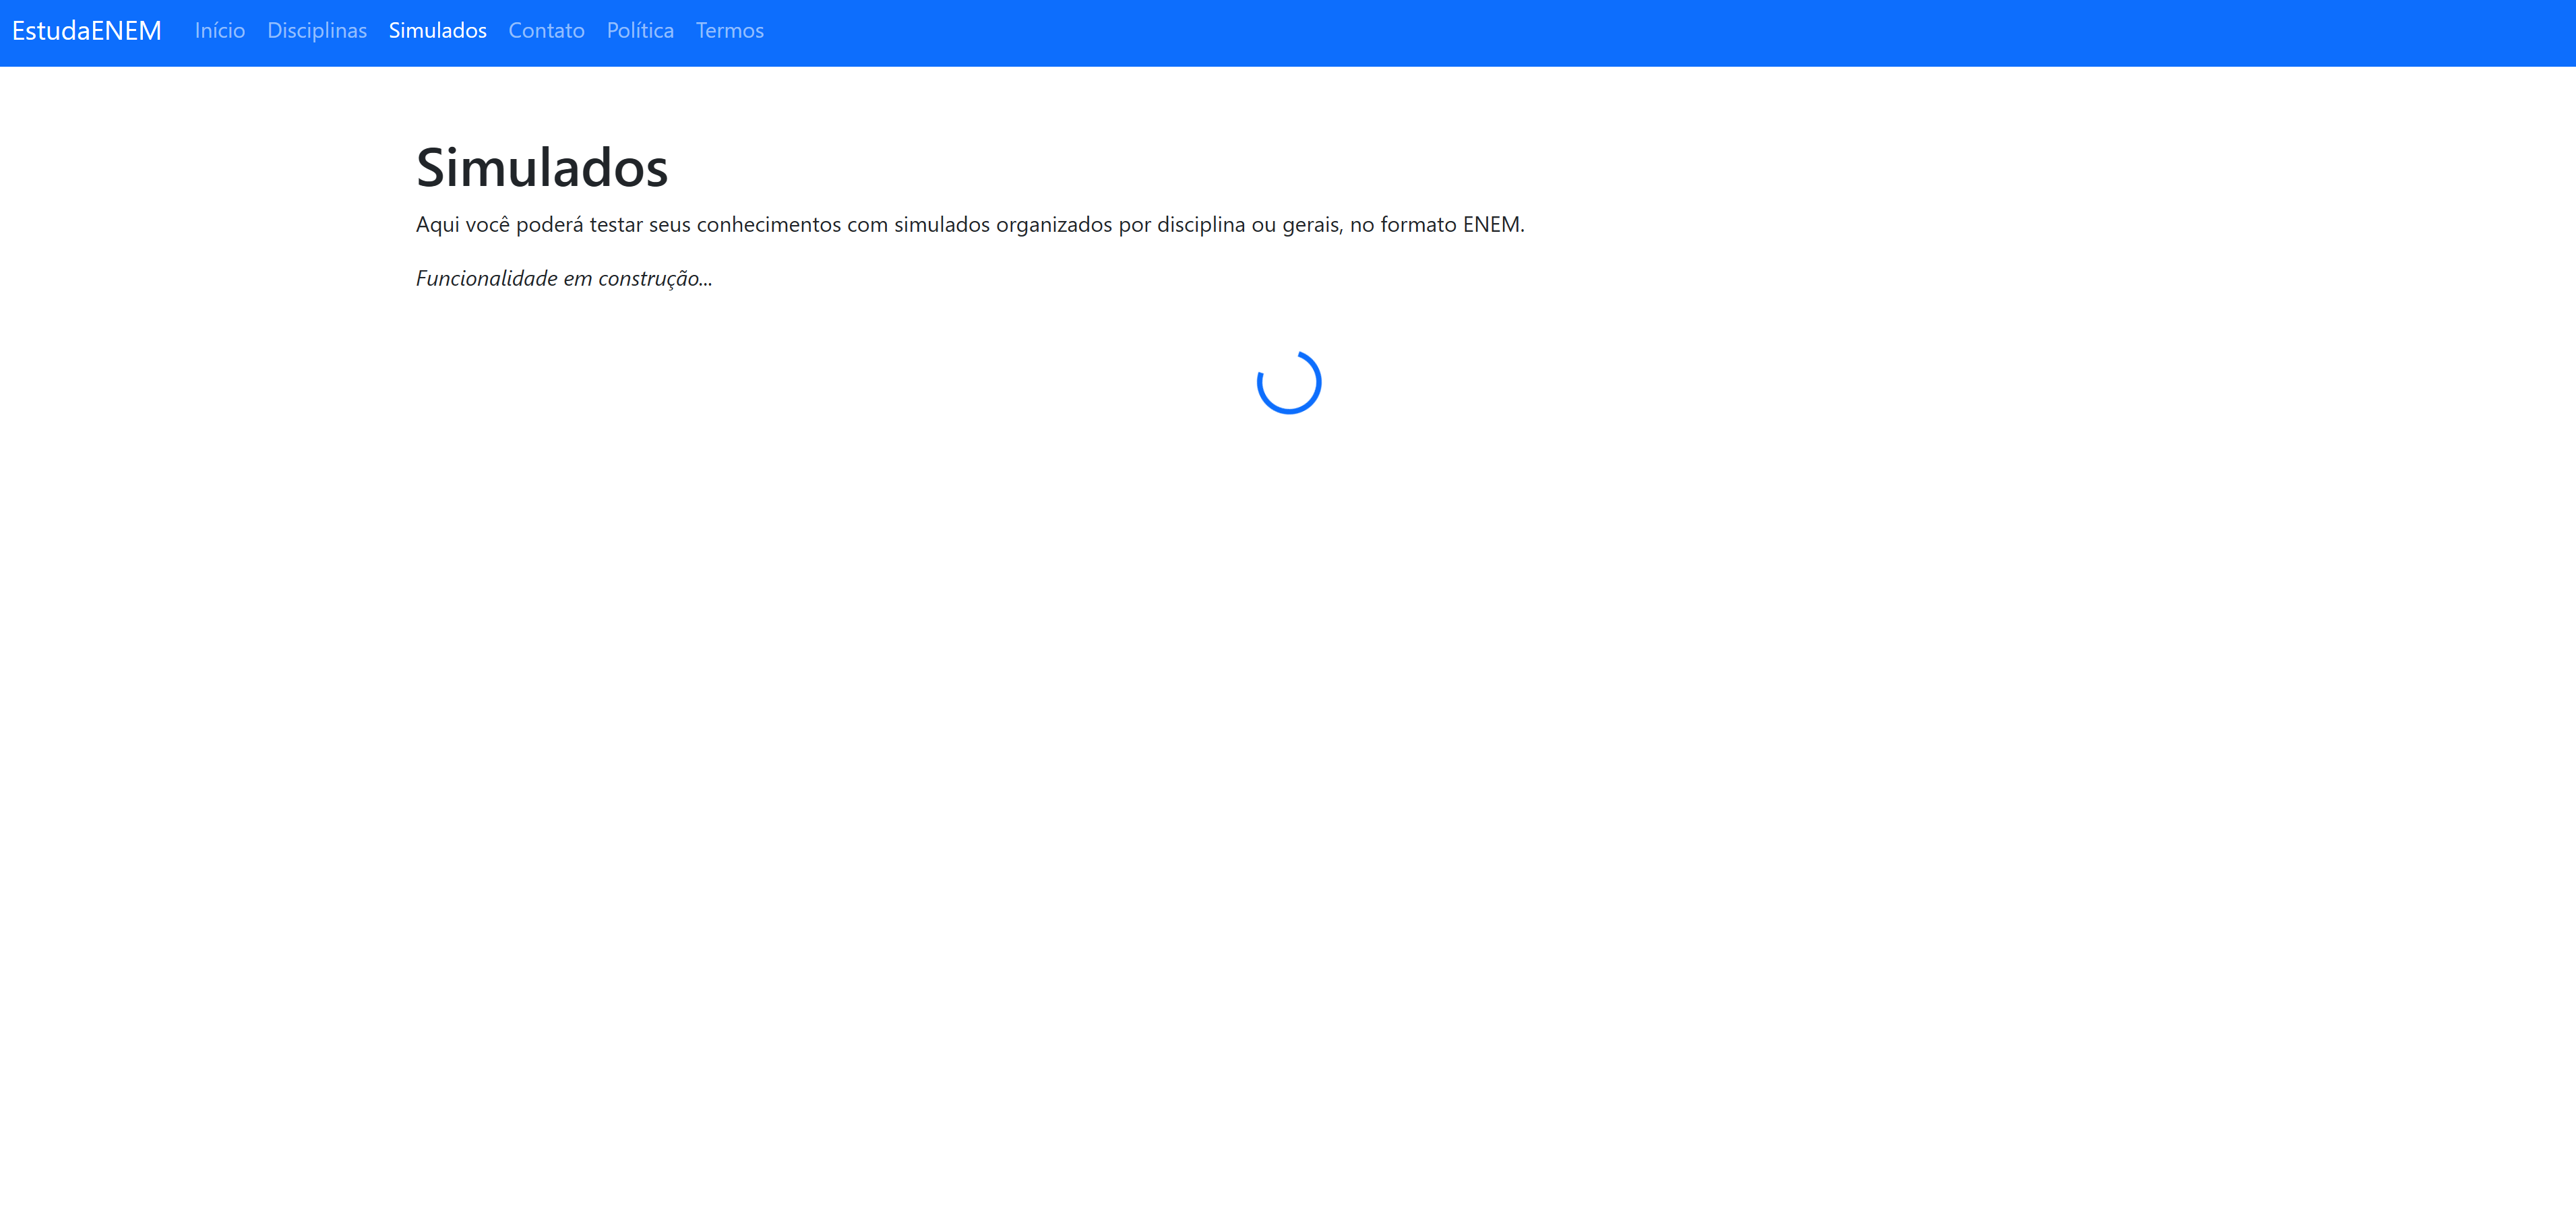 EstudaENEM Início Disciplinas Simulados Contato Política Termos
Simulados
Aqui você poderá testar seus conhecimentos com simulados organizados por disciplina ou gerais, no formato ENEM.
Funcionalidade em construção...